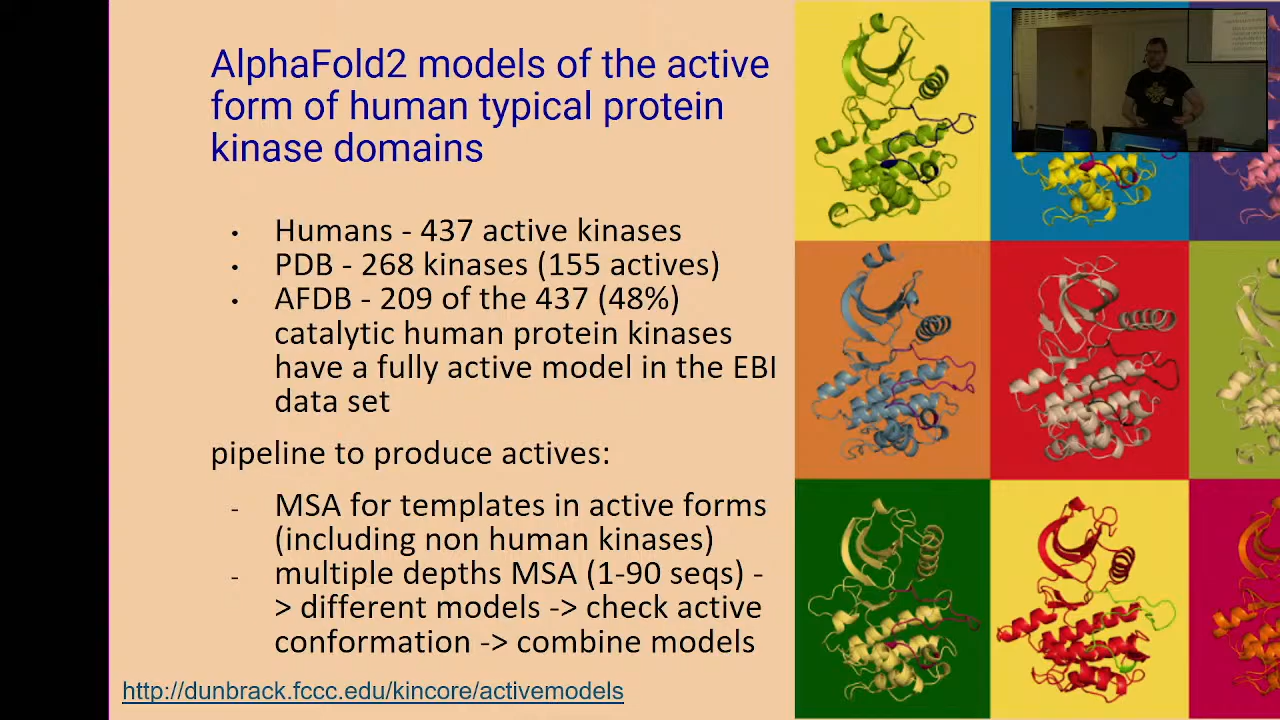 AlphaFold2 models of the active
form of human typical protein
kinase domains
• Humans - 437 active kinases
• PDB - 268 kinases (155 actives)
• AFDB - 209 of the 437 (48%)
catalytic human protein kinases
have a fully active model in the EBI
data set
pipeline to produce actives:
- MSA for templates in active forms
(including non human kinases)
- multiple depths MSA (1-90 seqs) -
> different models -> check active
conformation -> combine models
http://dunbrack.fccc.edu/kincore/activemodels